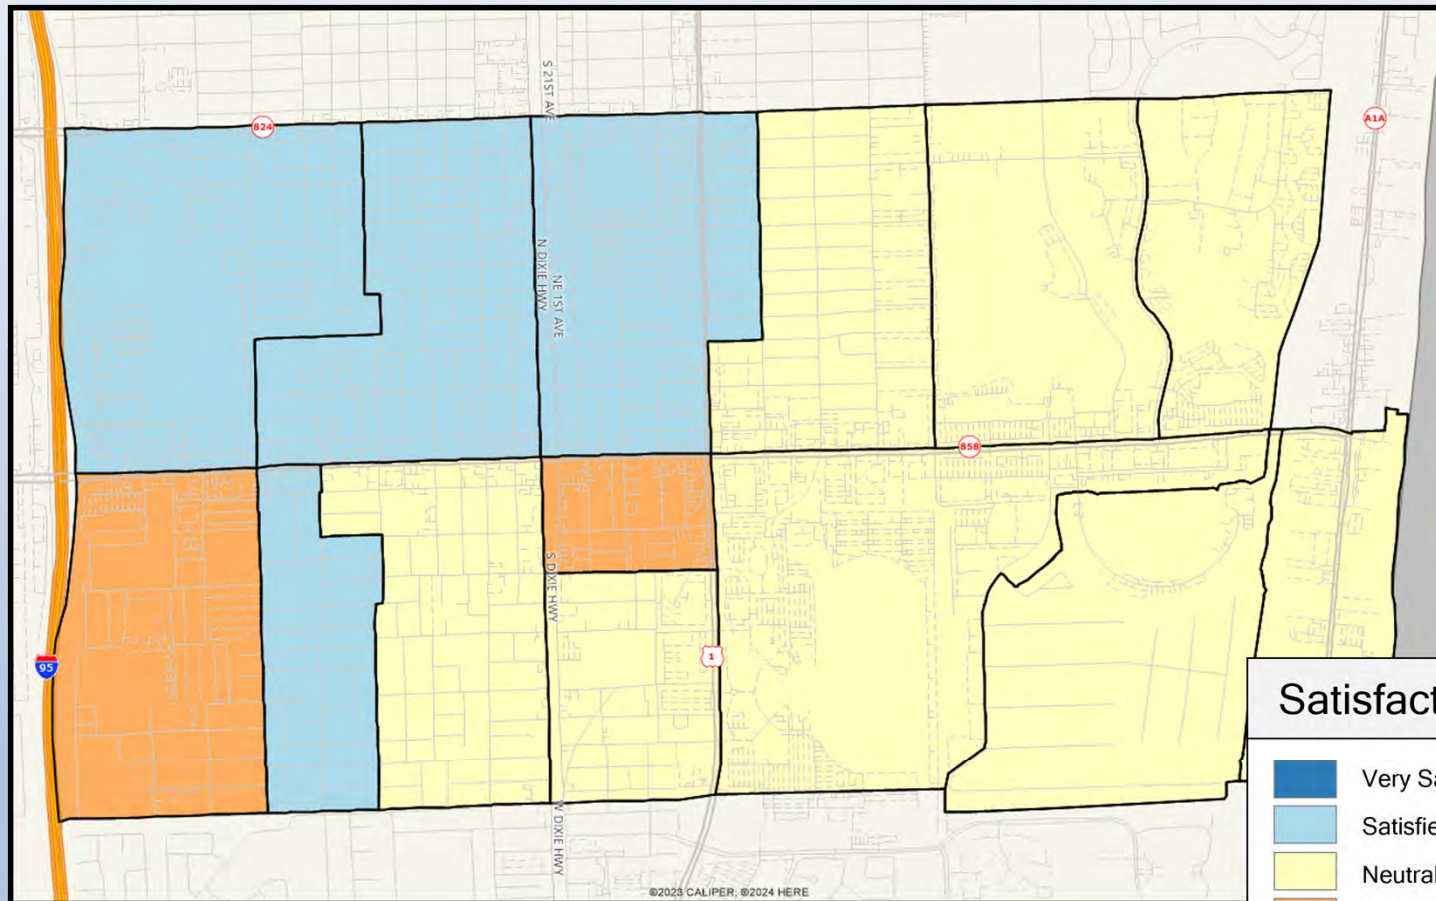 S 21ST AVE
824
A1A
N DIXIE HWY
NE 1ST AVE
858
S DIXIE HWY
1
95
W DIXIE HWY
©2023 CALIPER; ©2024 HERE
Satisfact
Very Sa
Satisfie
Neutral